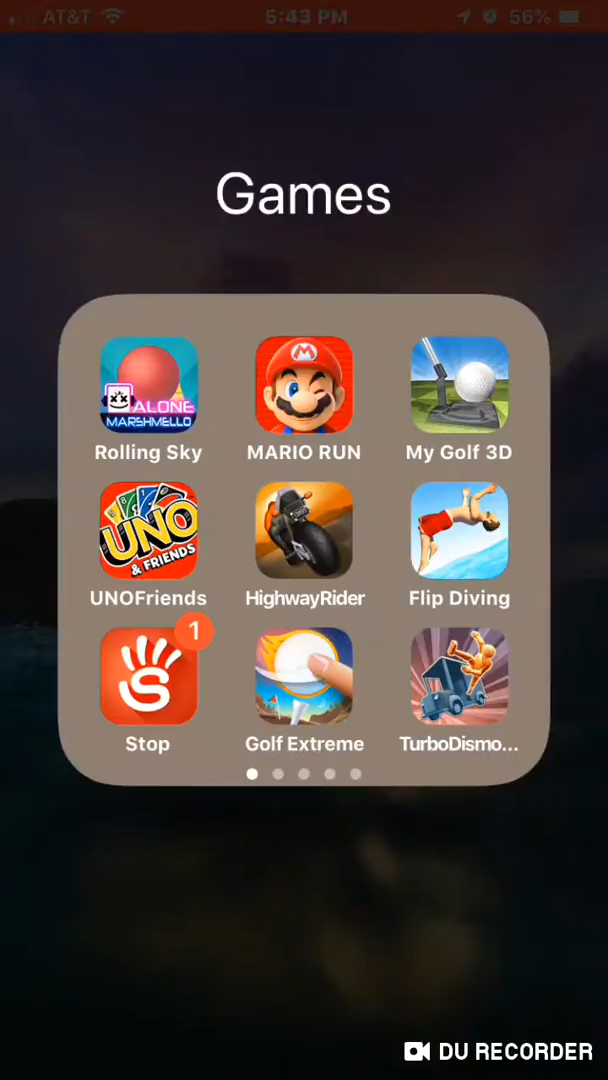 AT&T 5:43 PM 56%
Games
ALONE
MARSHMELLO
M
Rolling Sky MARIO RUN My Golf 3D
UNO
& FRIENDS
UNOFriends HighwayRider Flip Diving
1
S
Stop Golf Extreme TurboDismo...
DU RECORDER